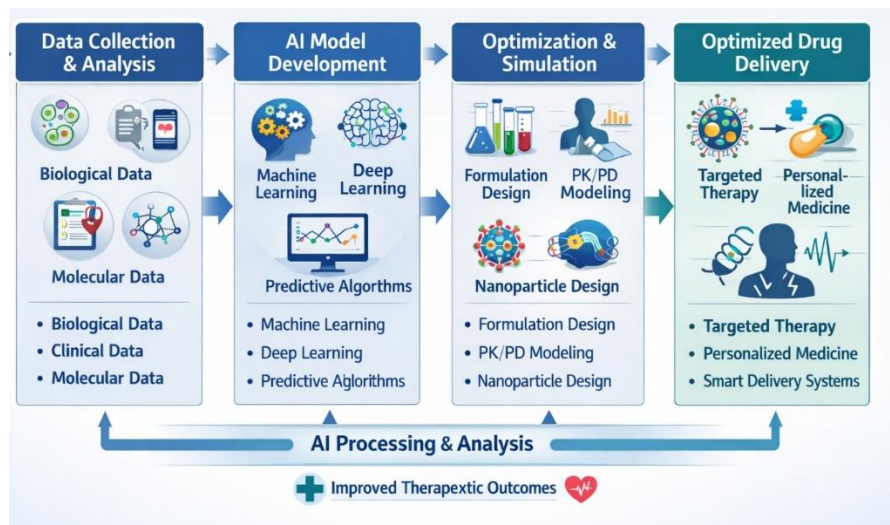 Data Collection
& Analysis
Biological Data
Molecular Data
• Biological Data
• Clinical Data
• Molecular Data
AI Model
Development
Machine
Learning
Deep
Learning
Predictive Algorthms
• Machine Learning
• Deep Learning
• Predictive Algorithms
Optimization &
Simulation
Formulation
Design
PK/PD
Modeling
Nanoparticle Design
• Formulation Design
• PK/PD Modeling
• Nanoparticle Design
Optimized Drug
Delivery
Targeted
Therapy
Personal-
lized
Medicine
• Targeted Therapy
• Personalized Medicine
• Smart Delivery Systems
AI Processing & Analysis
Improved Therapextic Outcomes